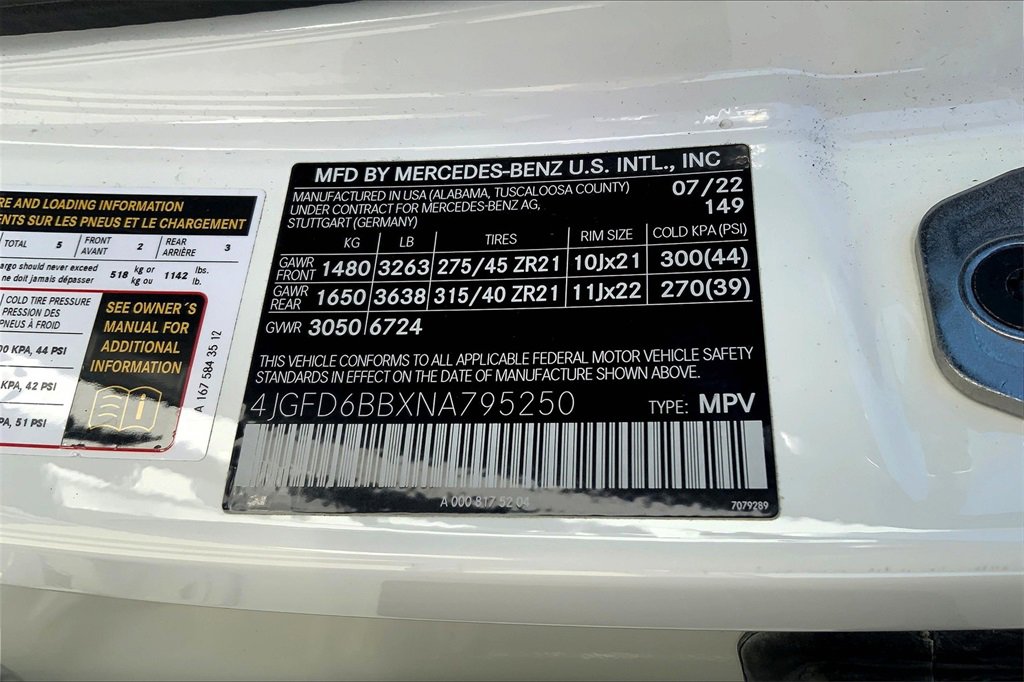 MFD BY MERCEDES-BENZ U.S. INTL., INC
MANUFACTURED IN USA (ALABAMA, TUSCALOOSA COUNTY) 07/22
UNDER CONTRACT FOR MERCEDES-BENZ AG, 149
STUTTGART (GERMANY)
KG LB TIRES RIM SIZE COLD KPA (PSI)
GAWR FRONT 1480 3263 275/45 ZR21 10Jx21 300(44)
GAWR REAR 1650 3638 315/40 ZR21 11Jx22 270(39)
GVWR 3050 6724
THIS VEHICLE CONFORMS TO ALL APPLICABLE FEDERAL MOTOR VEHICLE SAFETY
STANDARDS IN EFFECT ON THE DATE OF MANUFACTURE SHOWN ABOVE.
4JGFD6BBXNA795250 TYPE: MPV
A 000 817 52 04 7079289
RE AND LOADING INFORMATION
ENTS SUR LES PNEUS ET LE CHARGEMENT
TOTAL 5 FRONT AVANT 2 REAR ARRIÈRE 3
argo should never exceed 518 kg or 1142 lbs.
ne doit jamais dépasser kg ou lb.
COLD TIRE PRESSURE
PRESSION DES
PNEUS À FROID
00 KPA, 44 PSI
KPA, 42 PSI
KPA, 51 PSI
SEE OWNER'S
MANUAL FOR
ADDITIONAL
INFORMATION
A 167 584 35 12